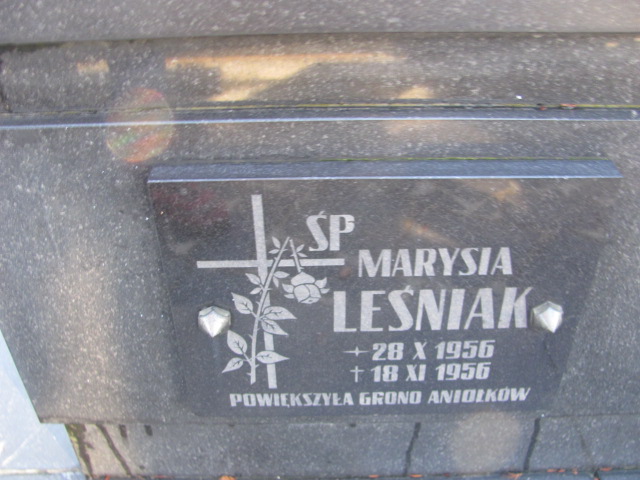 ŚP
MARYSIA
LEŚNIAK
28 X 1956
† 18 XI 1956
POWIĘKSZYŁA GRONO ANIOŁKÓW